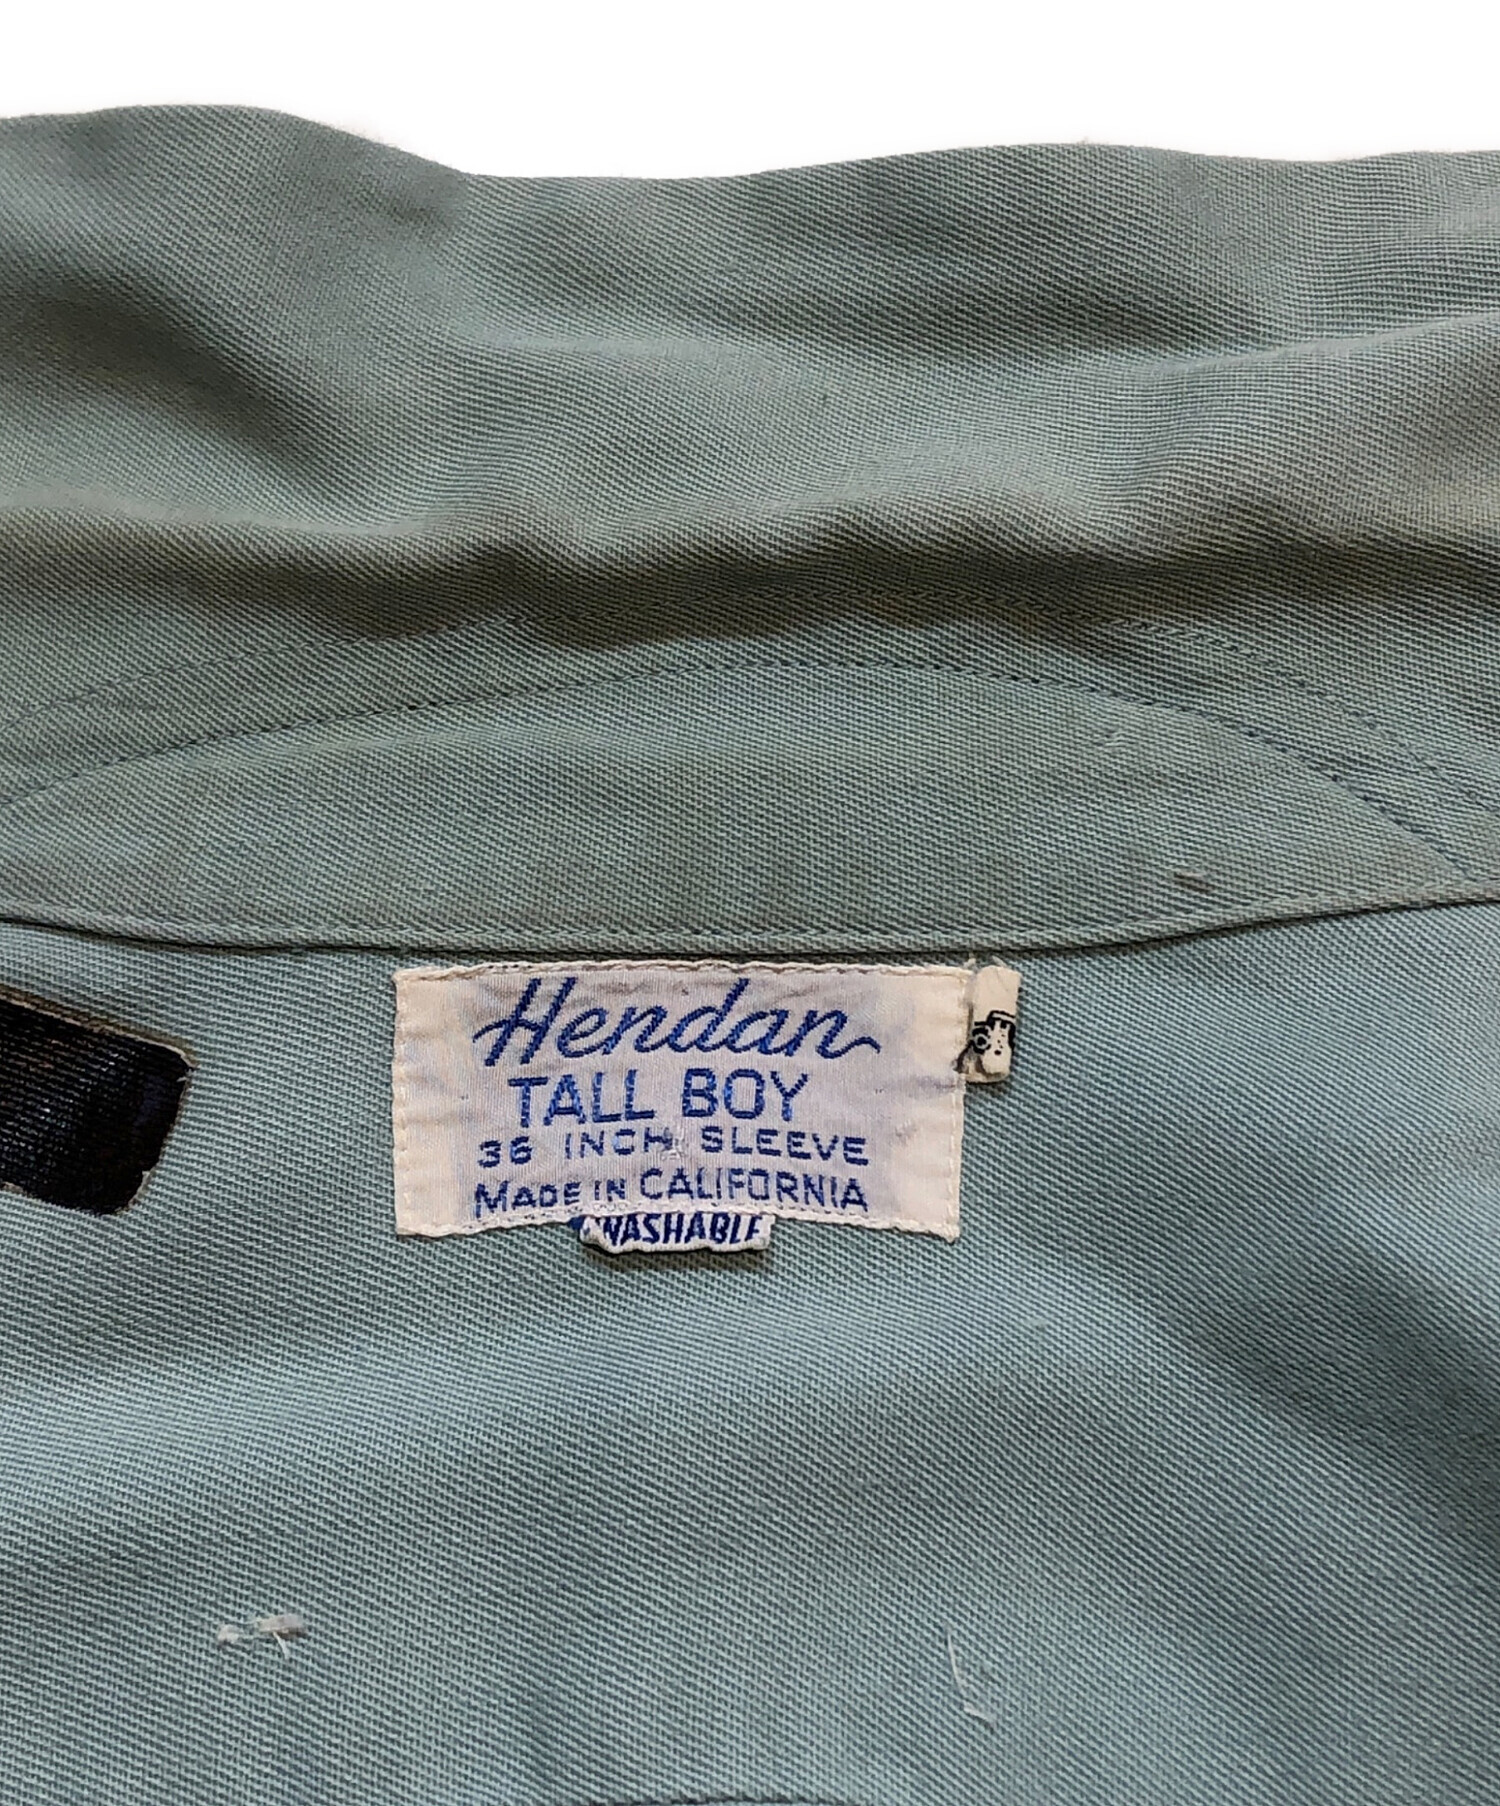 Hendan
TALL BOY
36 INCH SLEEVE
MADE IN CALIFORNIA
WASHABLE